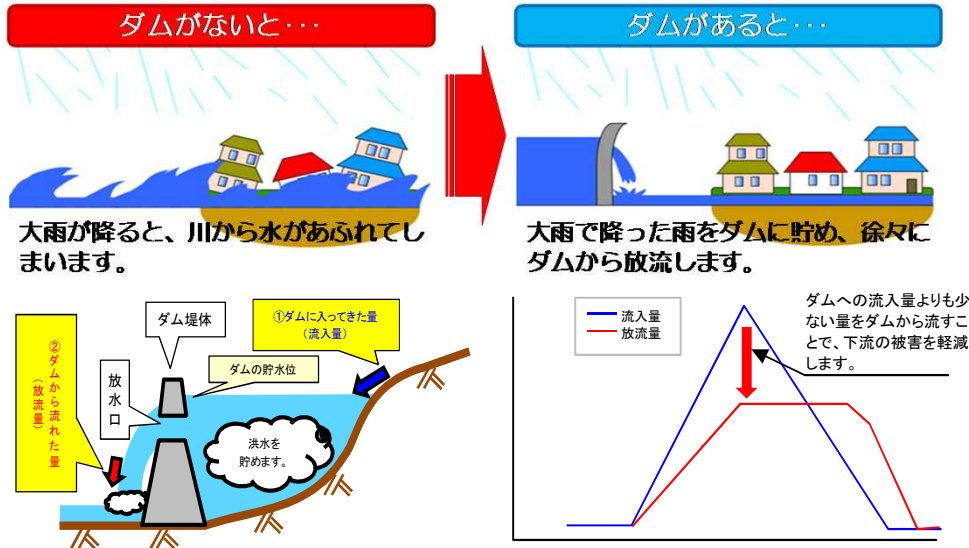 ダムがないと･･･
ダムがあると･･･
大雨が降ると、川から水があふれてし
まいます。
大雨で降った雨をダムに貯め、徐々に
ダムから放流します。
②ダムから流れた量
(放流量)
放水口
ダム堤体
①ダムに入ってきた量
(流入量)
ダムの貯水位
洪水を
貯めます。
流入量
放流量
ダムへの流入量よりも少
ない量をダムから流すこ
とで、下流の被害を軽減
します。